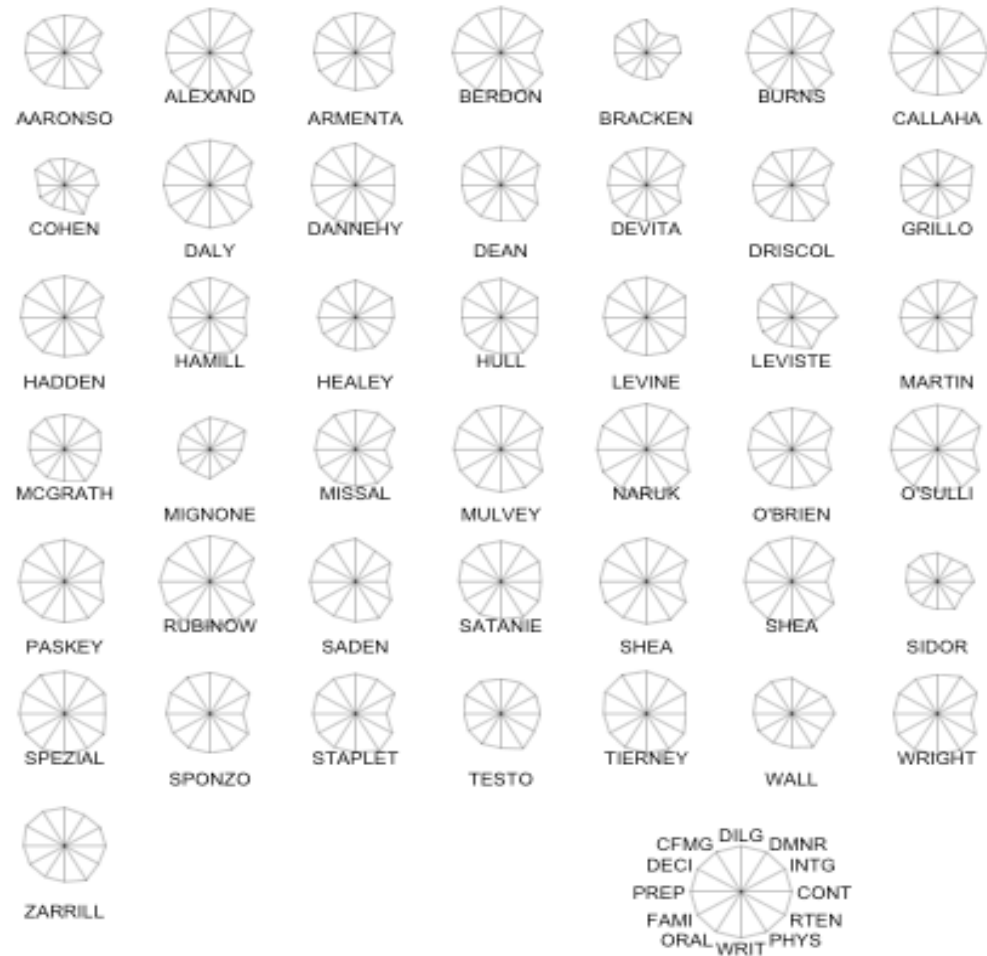 AARONSO ALEXAND ARMENTA BERDON BRACKEN BURNS CALLAHA
COHEN DALY DANNEHY DEAN DEVITA DRISCOL GRILLO
HADDEN HAMILL HEALEY HULL LEVINE LEVISTE MARTIN
MCGRATH MIGNONE MISSAL MULVEY NARUK O'BRIEN O'SULLI
PASKEY RUBINOW SADEN SATANIE SHEA SHEA SIDOR
SPEZIAL SPONZO STAPLET TESTO TIERNEY WALL WRIGHT
ZARRILL
DILG
CFMG DMNR
DECI INTG
PREP CONT
FAMI RTEN
ORAL PHYS
WRIT